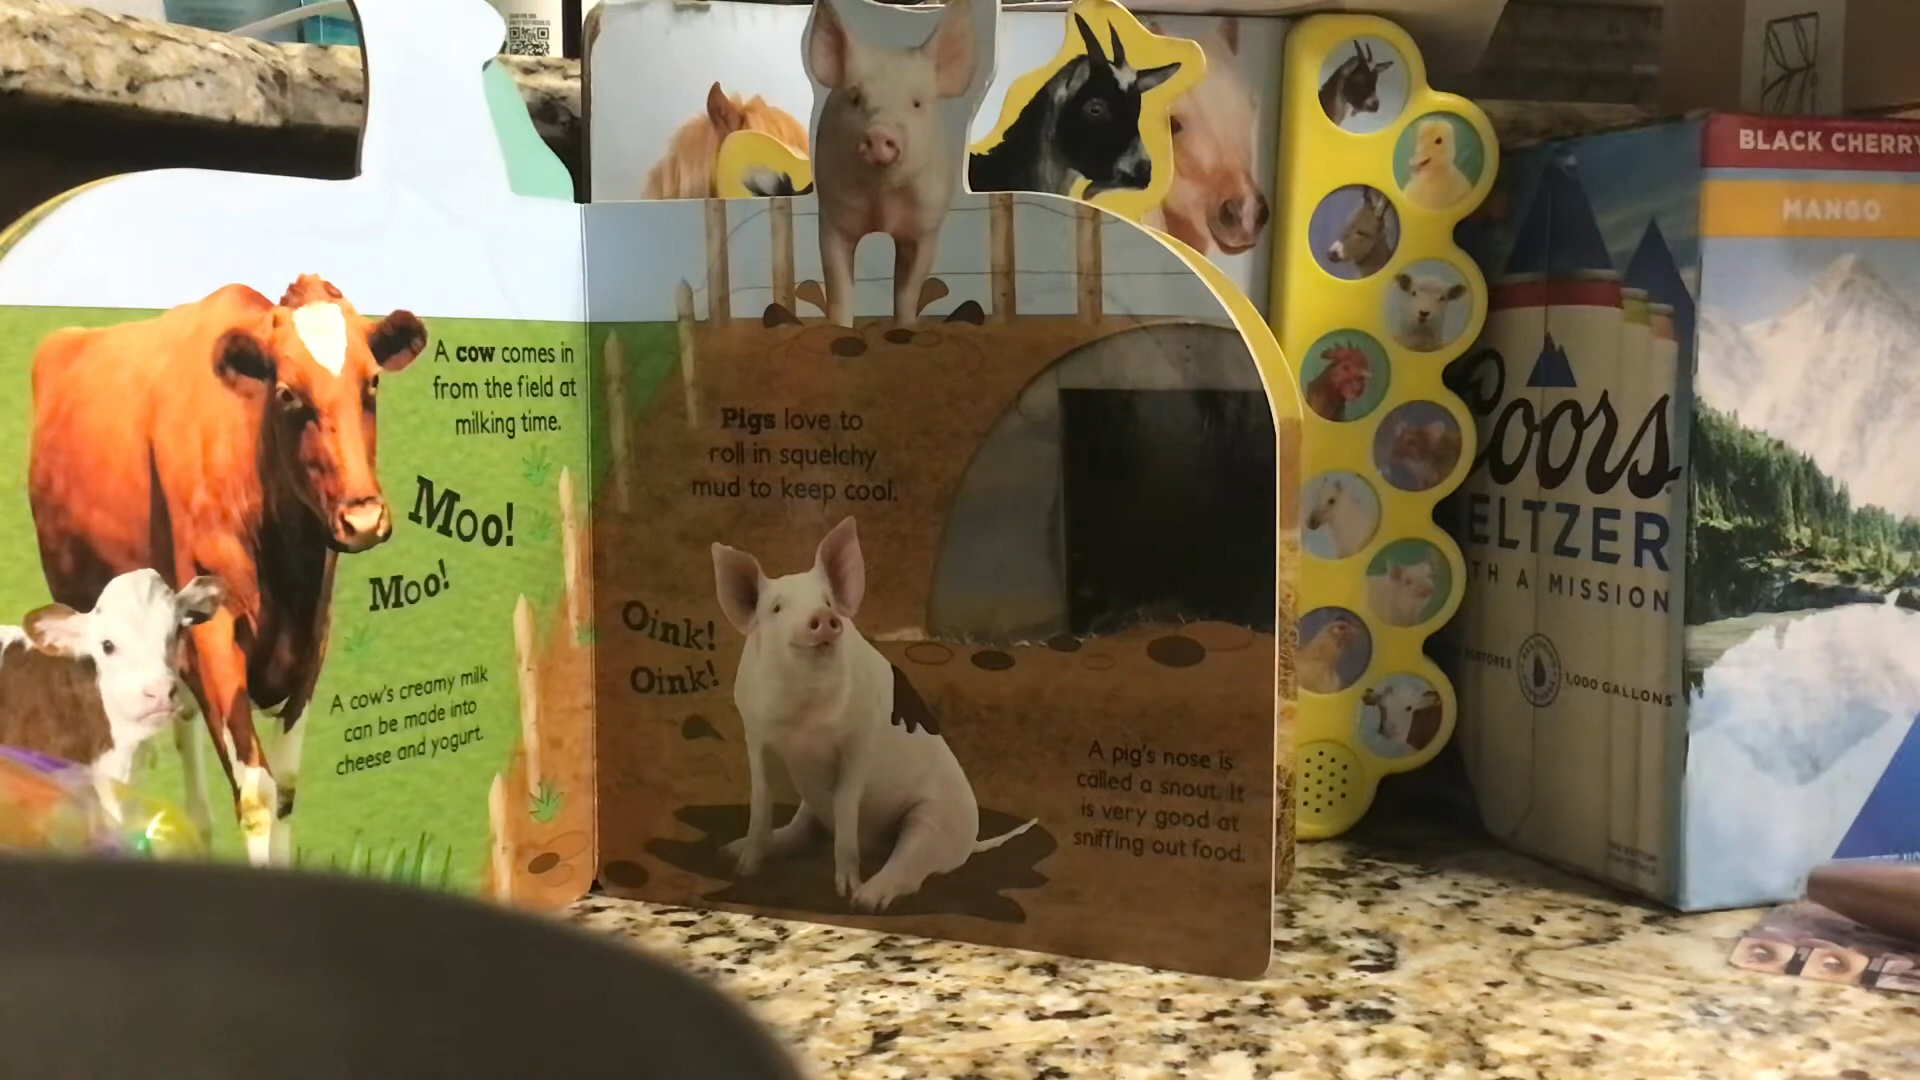 A cow comes in
from the field at
milking time.
Moo!
Moo!
A cow's creamy milk
can be made into
cheese and yogurt.
Pigs love to
roll in squelchy
mud to keep cool.
Oink!
Oink!
A pig's nose is
called a snout. It
is very good at
sniffing out food.
BLACK CHERRY
MANGO
Coors
ELTZER
TH A MISSION
1,000 GALLONS